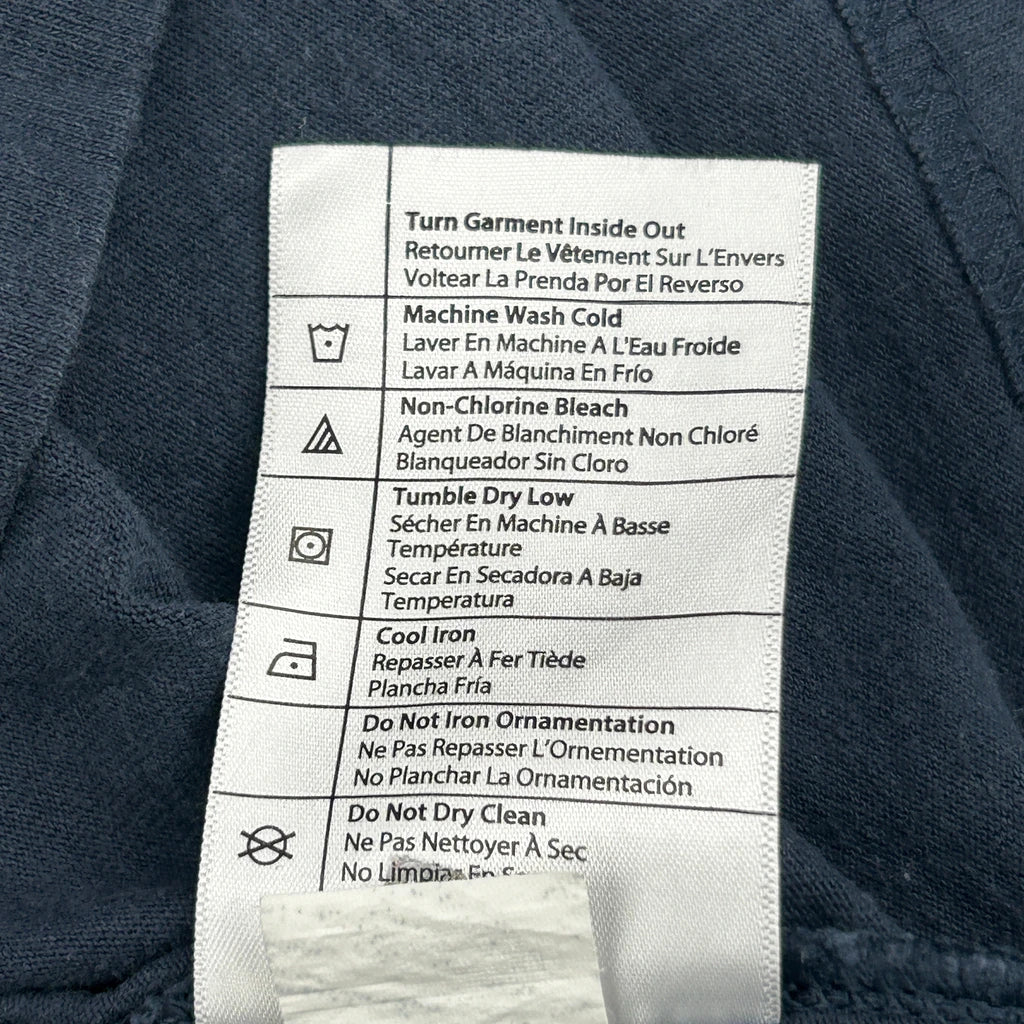 Turn Garment Inside Out
Retourner Le Vêtement Sur L'Envers
Voltear La Prenda Por El Reverso
Machine Wash Cold
Laver En Machine A L'Eau Froide
Lavar A Máquina En Frío
Non-Chlorine Bleach
Agent De Blanchiment Non Chloré
Blanqueador Sin Cloro
Tumble Dry Low
Sécher En Machine À Basse
Température
Secar En Secadora A Baja
Temperatura
Cool Iron
Repasser À Fer Tiède
Plancha Fría
Do Not Iron Ornamentation
Ne Pas Repasser L'Ornementation
No Planchar La Ornamentación
Do Not Dry Clean
Ne Pas Nettoyer À Sec
No Limpiar En